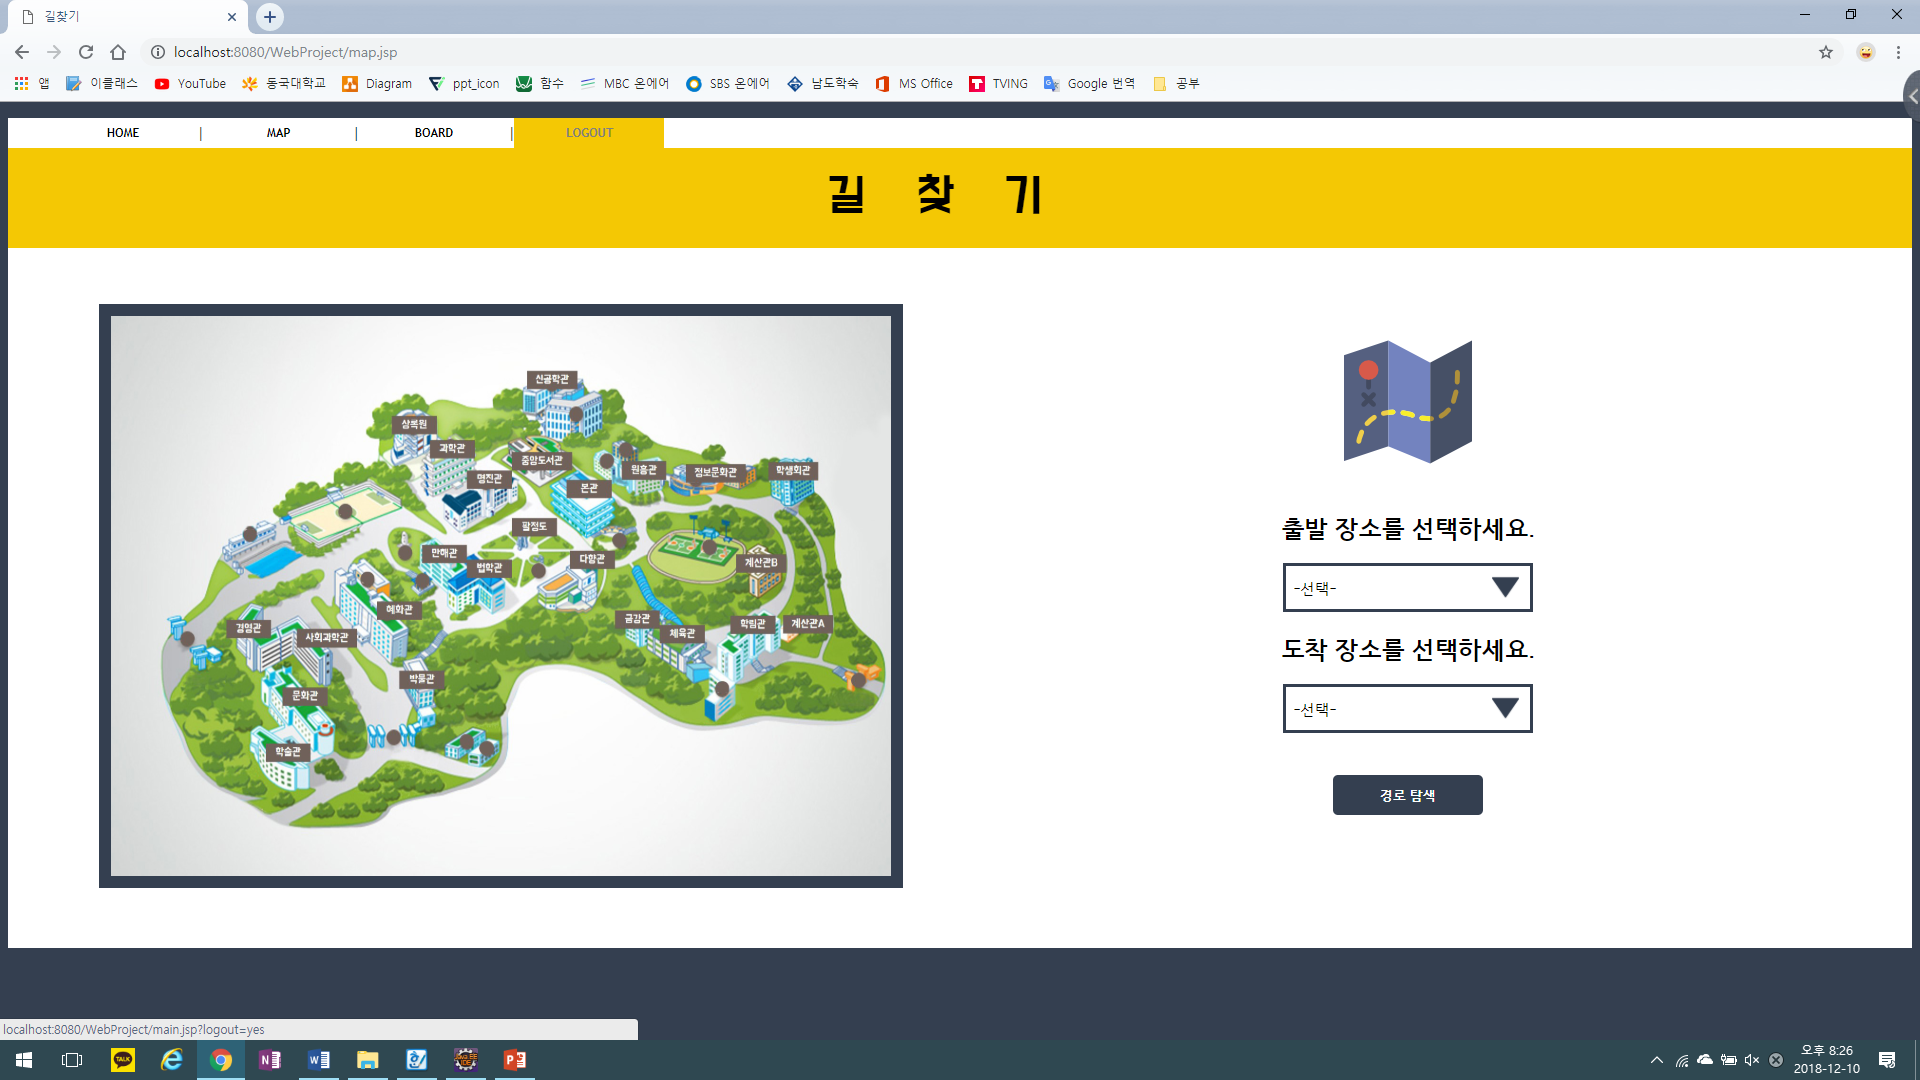 길찾기
localhost:8080/WebProject/map.jsp
앱 이클래스 YouTube 동국대학교 Diagram ppt_icon 함수 MBC 온에어 SBS 온에어 남도학숙 MS Office TVING Google 번역 공부
HOME | MAP | BOARD | LOGOUT
길 찾 기
신공학관
상록원
과학관
중앙도서관
명진관
원흥관
정보문화관
학생회관
본관
팔정도
만해관
다향관
법학관
계산관B
혜화관
금강관
경영관
사회과학관
체육관
학림관
계산관A
박물관
문화관
학술관
출발 장소를 선택하세요.
-선택-
도착 장소를 선택하세요.
-선택-
경로 탐색
localhost:8080/WebProject/main.jsp?logout=yes
TALK
오후 8:26
2018-12-10